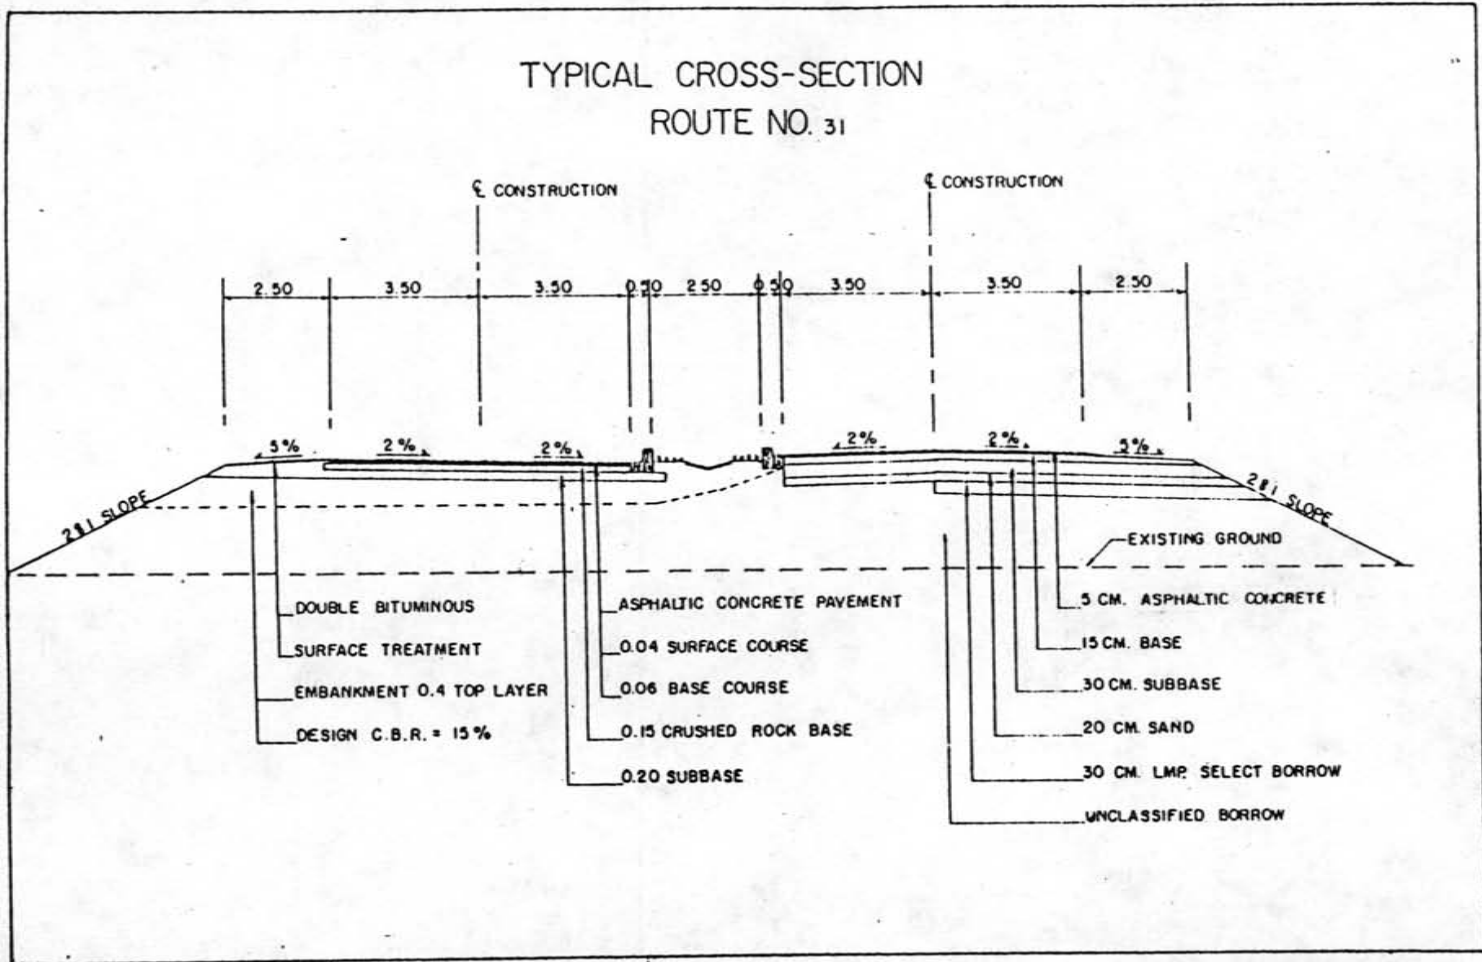 TYPICAL CROSS-SECTION
ROUTE NO. 31
℄ CONSTRUCTION
℄ CONSTRUCTION
2.50 3.50 3.50 0.50 2.50 0.50 3.50 3.50 2.50
5% 2% 2% 2% 2% 5%
2:1 SLOPE
2:1 SLOPE
EXISTING GROUND
DOUBLE BITUMINOUS
SURFACE TREATMENT
EMBANKMENT 0.4 TOP LAYER
DESIGN C.B.R. = 15%
ASPHALTIC CONCRETE PAVEMENT
0.04 SURFACE COURSE
0.06 BASE COURSE
0.15 CRUSHED ROCK BASE
0.20 SUBBASE
5 CM. ASPHALTIC CONCRETE
15 CM. BASE
30 CM. SUBBASE
20 CM. SAND
30 CM. LMP. SELECT BORROW
UNCLASSIFIED BORROW